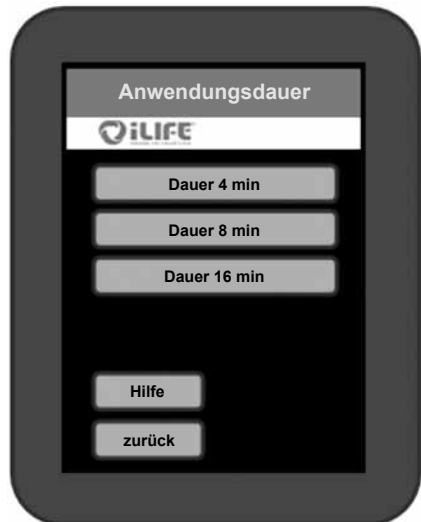 Anwendungsdauer
iLIFE
Dauer 4 min
Dauer 8 min
Dauer 16 min
Hilfe
zurück